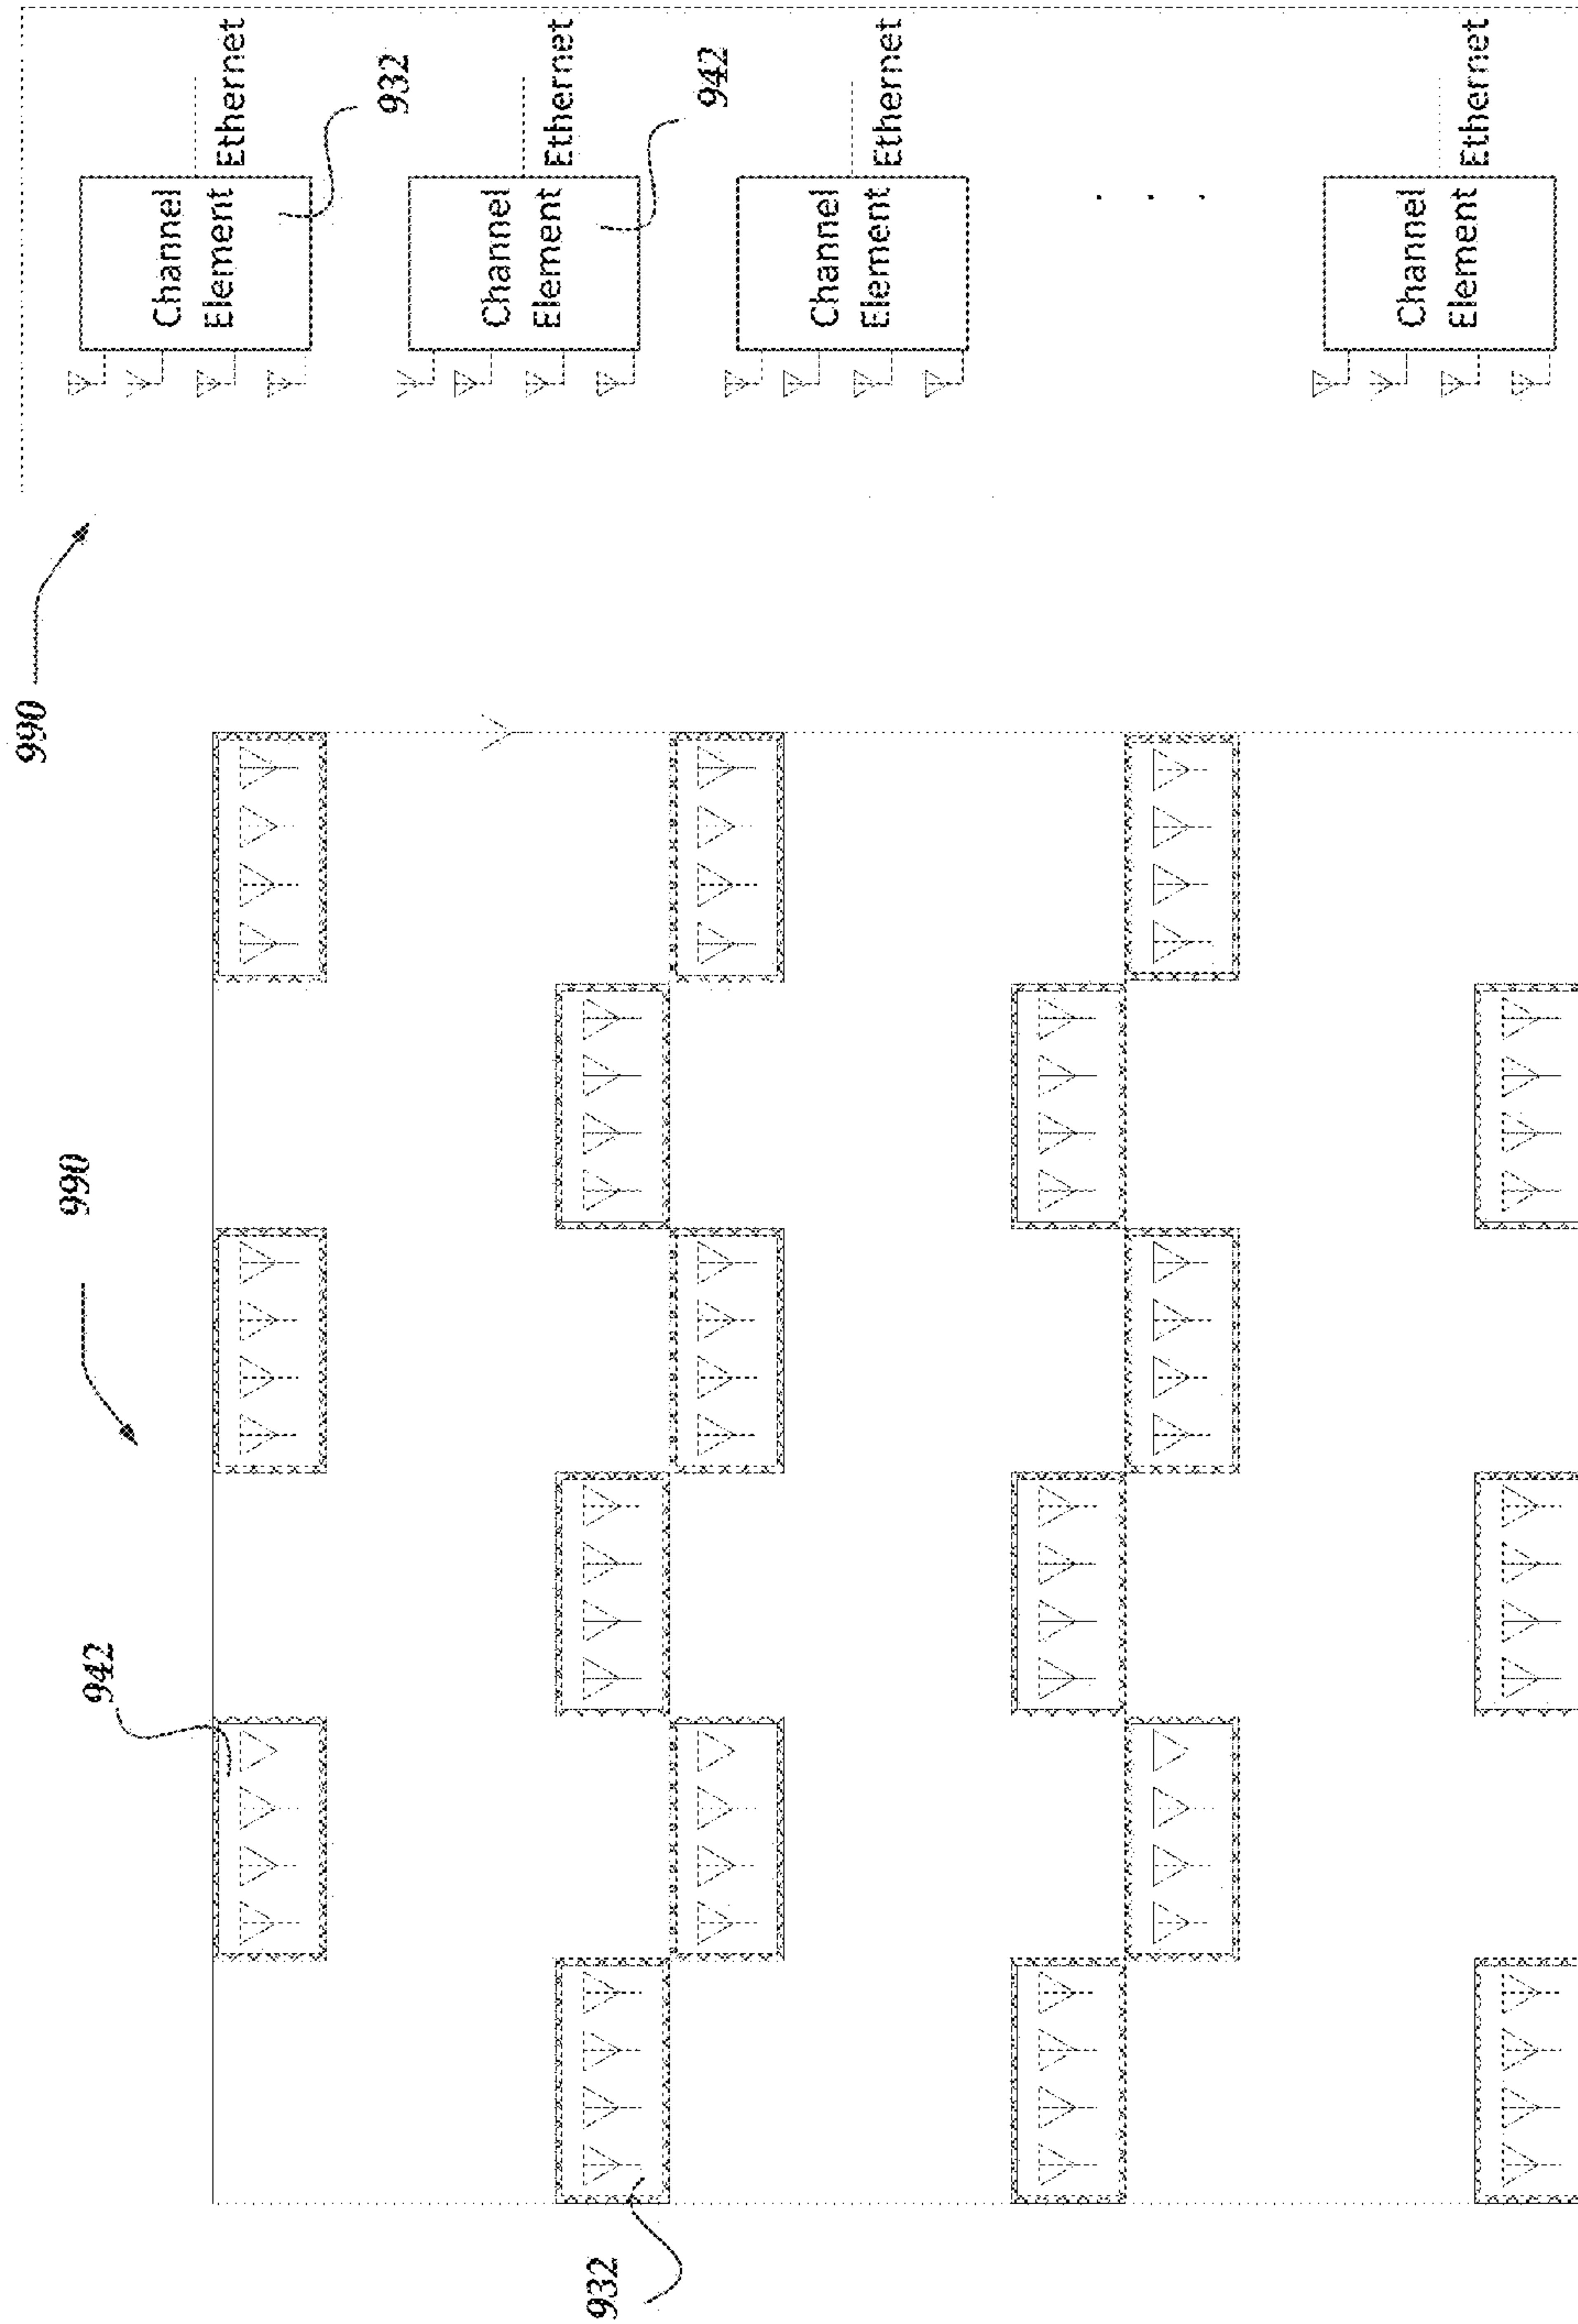 990
Channel
Element
Ethernet
932
Channel
Element
Ethernet
942
Channel
Element
Ethernet
. . .
Channel
Element
Ethernet
990
942
932